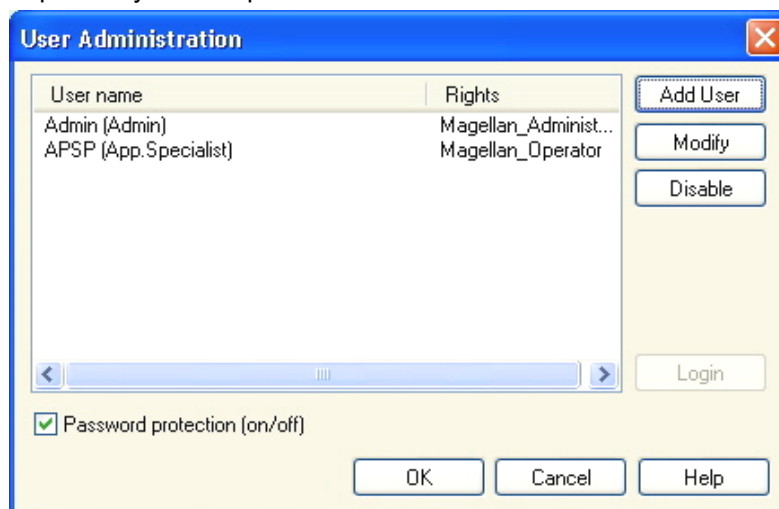 User Administration
User name Rights
Admin (Admin) Magellan_Administ...
APSP (App.Specialist) Magellan_Operator
Add User
Modify
Disable
Login
Password protection (on/off)
OK Cancel Help